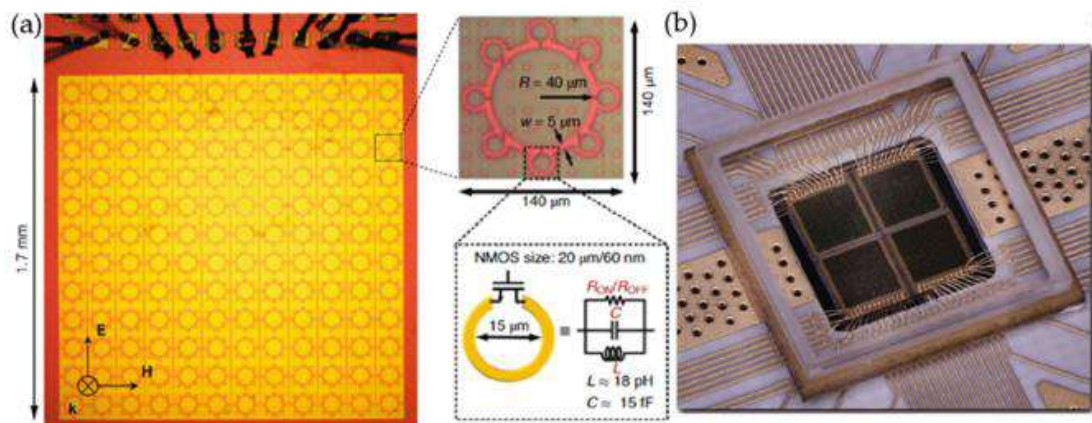 (a)
1.7 mm
E
H
k
R = 40 μm
w = 5 μm
140 μm
140 μm
NMOS size: 20 μm/60 nm
15 μm
≡
R_ON/R_OFF
C
L
L ≈ 18 pH
C ≈ 15 fF
(b)